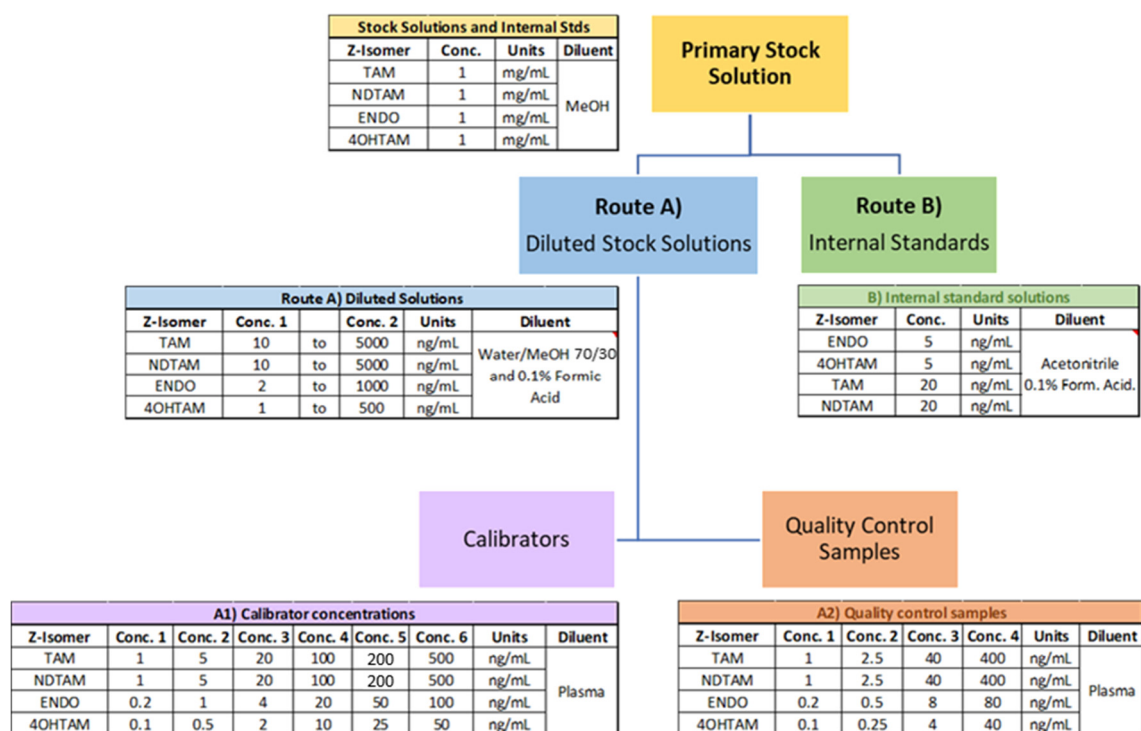 Stock Solutions and Internal Stds
Z-Isomer Conc. Units Diluent
TAM 1 mg/mL
NDTAM 1 mg/mL
MeOH
ENDO 1 mg/mL
4OHTAM 1 mg/mL
Primary Stock
Solution
Route A)
Diluted Stock Solutions
Route B)
Internal Standards
Route A) Diluted Solutions
Z-Isomer Conc. 1 Conc. 2 Units Diluent
TAM 10 to 5000 ng/mL
Water/MeOH 70/30
NDTAM 10 to 5000 ng/mL
and 0.1% Formic
ENDO 2 to 1000 ng/mL
Acid
4OHTAM 1 to 500 ng/mL
B) Internal standard solutions
Z-Isomer Conc. Units Diluent
ENDO 5 ng/mL
4OHTAM 5 ng/mL
Acetonitrile
TAM 20 ng/mL
0.1% Form. Acid.
NDTAM 20 ng/mL
Calibrators
Quality Control
Samples
A1) Calibrator concentrations
Z-Isomer Conc. 1 Conc. 2 Conc. 3 Conc. 4 Conc. 5 Conc. 6 Units Diluent
TAM 1 5 20 100 200 500 ng/mL
NDTAM 1 5 20 100 200 500 ng/mL
Plasma
ENDO 0.2 1 4 20 50 100 ng/mL
4OHTAM 0.1 0.5 2 10 25 50 ng/mL
A2) Quality control samples
Z-Isomer Conc. 1 Conc. 2 Conc. 3 Conc. 4 Units Diluent
TAM 1 2.5 40 400 ng/mL
NDTAM 1 2.5 40 400 ng/mL
Plasma
ENDO 0.2 0.5 8 80 ng/mL
4OHTAM 0.1 0.25 4 40 ng/mL